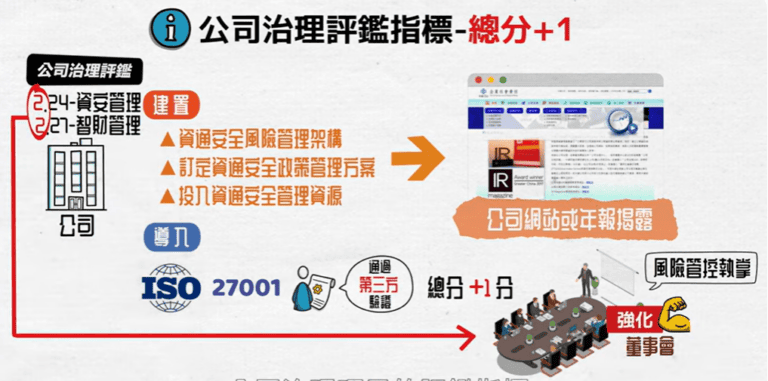 i 公司治理評鑑指標-總分+1
公司治理評鑑
2.24-資安管理
2.27-智財管理
公司
建置
▲資通安全風險管理架構
▲訂定資通安全政策管理方案
▲投入資通安全管理資源
IR
IR
Award winner
magazine
公司網站或年報揭露
導入
ISO 27001
通過
第三方
驗證
總分+1分
風險管控執掌
強化
董事會